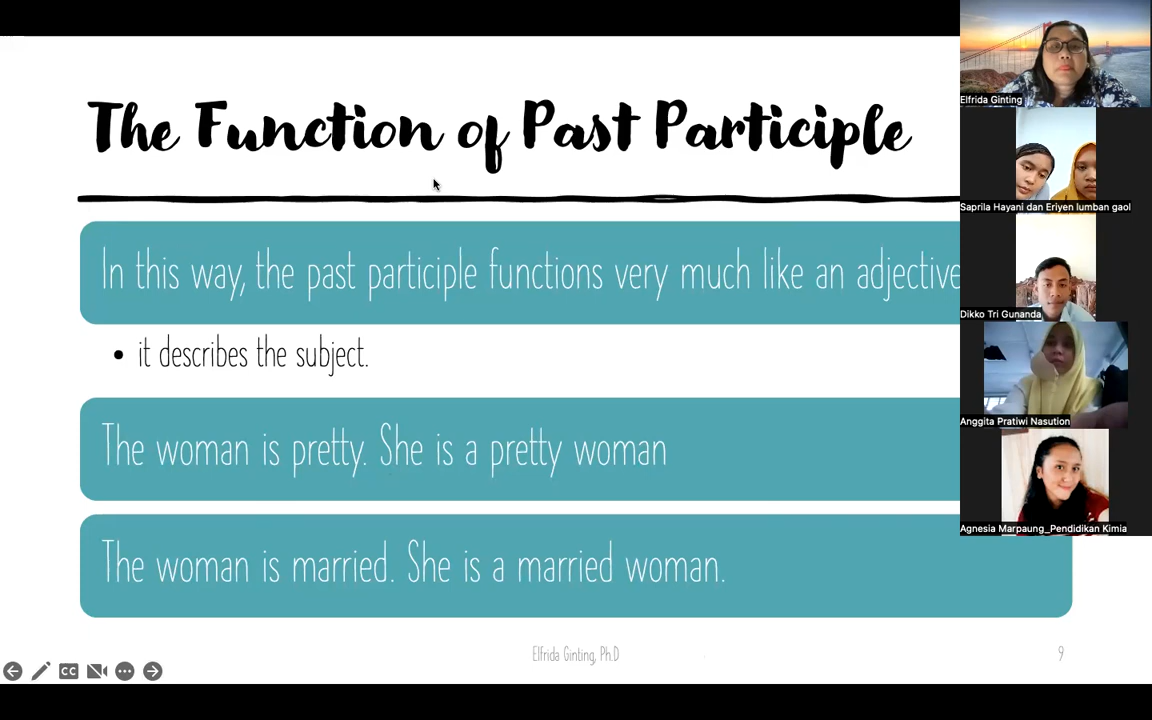 The Function of Past Participle
In this way, the past participle functions very much like an adjective
• it describes the subject.
The woman is pretty. She is a pretty woman
The woman is married. She is a married woman.
Elfrida Ginting, Ph.D
9
CC
Elfrida Ginting
Saprila Hayani dan Eriyen lumban gaol
Dikko Tri Gunanda
Anggita Pratiwi Nasution
Agnesia Marpaung_Pendidikan Kimia